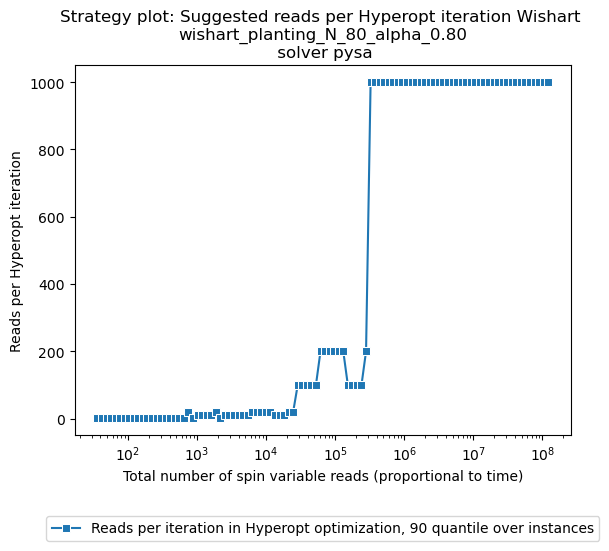 Strategy plot: Suggested reads per Hyperopt iteration Wishart
wishart_planting_N_80_alpha_0.80
solver pysa
Reads per Hyperopt iteration
1000
800
600
400
200
0
10² 10³ 10⁴ 10⁵ 10⁶ 10⁷ 10⁸
Total number of spin variable reads (proportional to time)
Reads per iteration in Hyperopt optimization, 90 quantile over instances